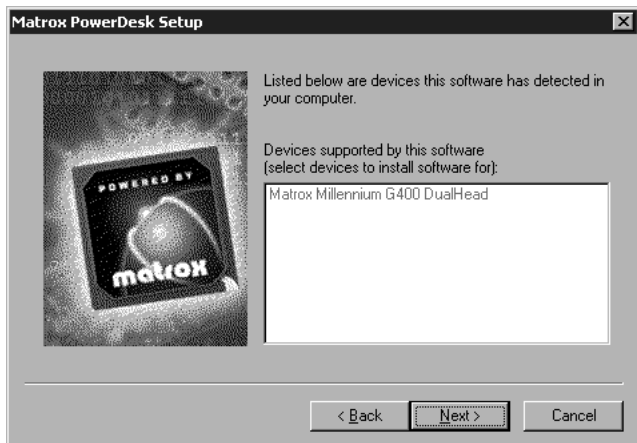 Matrox PowerDesk Setup
Listed below are devices this software has detected in
your computer.
Devices supported by this software
(select devices to install software for):
Matrox Millennium G400 DualHead
POWERED BY
matrox
< Back
Next >
Cancel